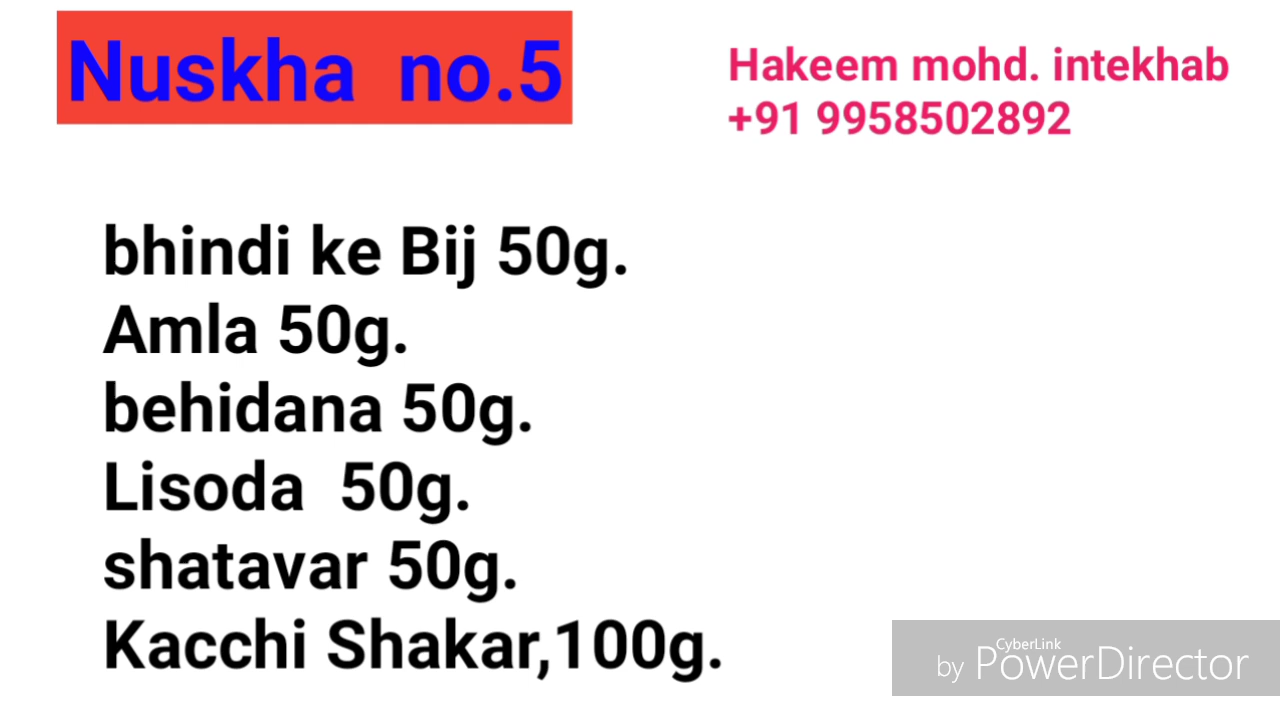 Nuskha no.5
Hakeem mohd. intekhab
+91 9958502892
bhindi ke Bij 50g.
Amla 50g.
behidana 50g.
Lisoda 50g.
shatavar 50g.
Kacchi Shakar,100g.
CyberLink
by PowerDirector